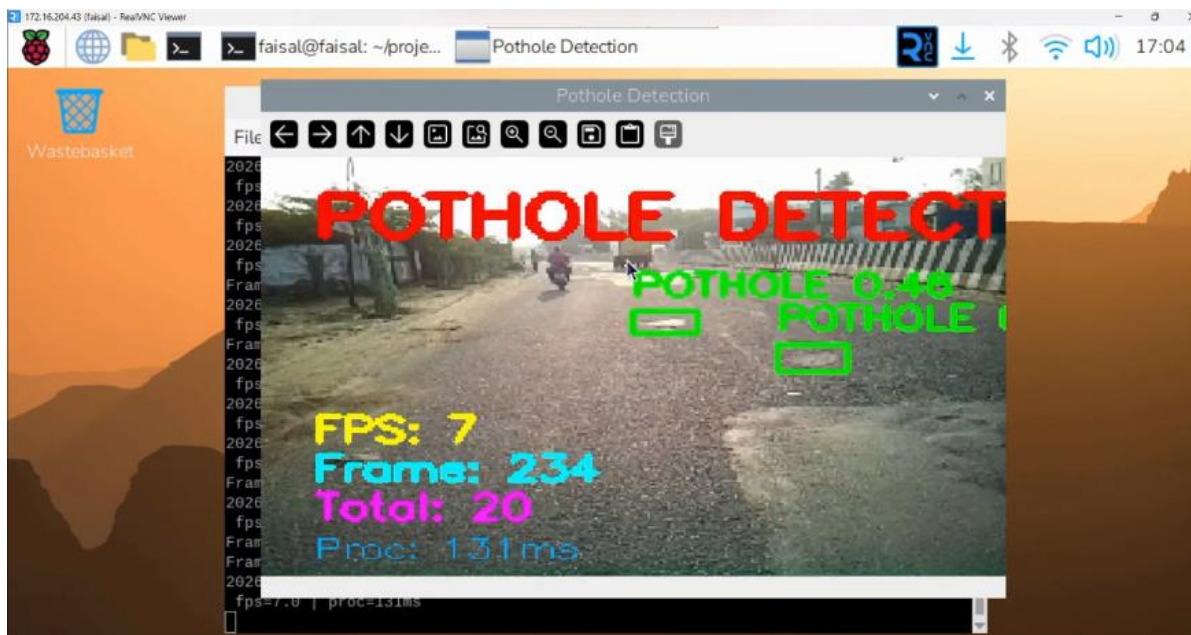 172.16.204.43 (faisal) - RealVNC Viewer
faisal@faisal: ~/proje...
Pothole Detection
17:04
Wastebasket
Pothole Detection
File
2026
fps
2026
fps
2026
fps
Fram
2026
fps
Fram
2026
fps
2026
fps
2026
fps
Fram
2026
fps
Fram
Fram
2026
fps=7.0 | proc=131ms
POTHOLE DETECT
POTHOLE 0.48
POTHOLE
FPS: 7
Frame: 234
Total: 20
Proc: 131ms